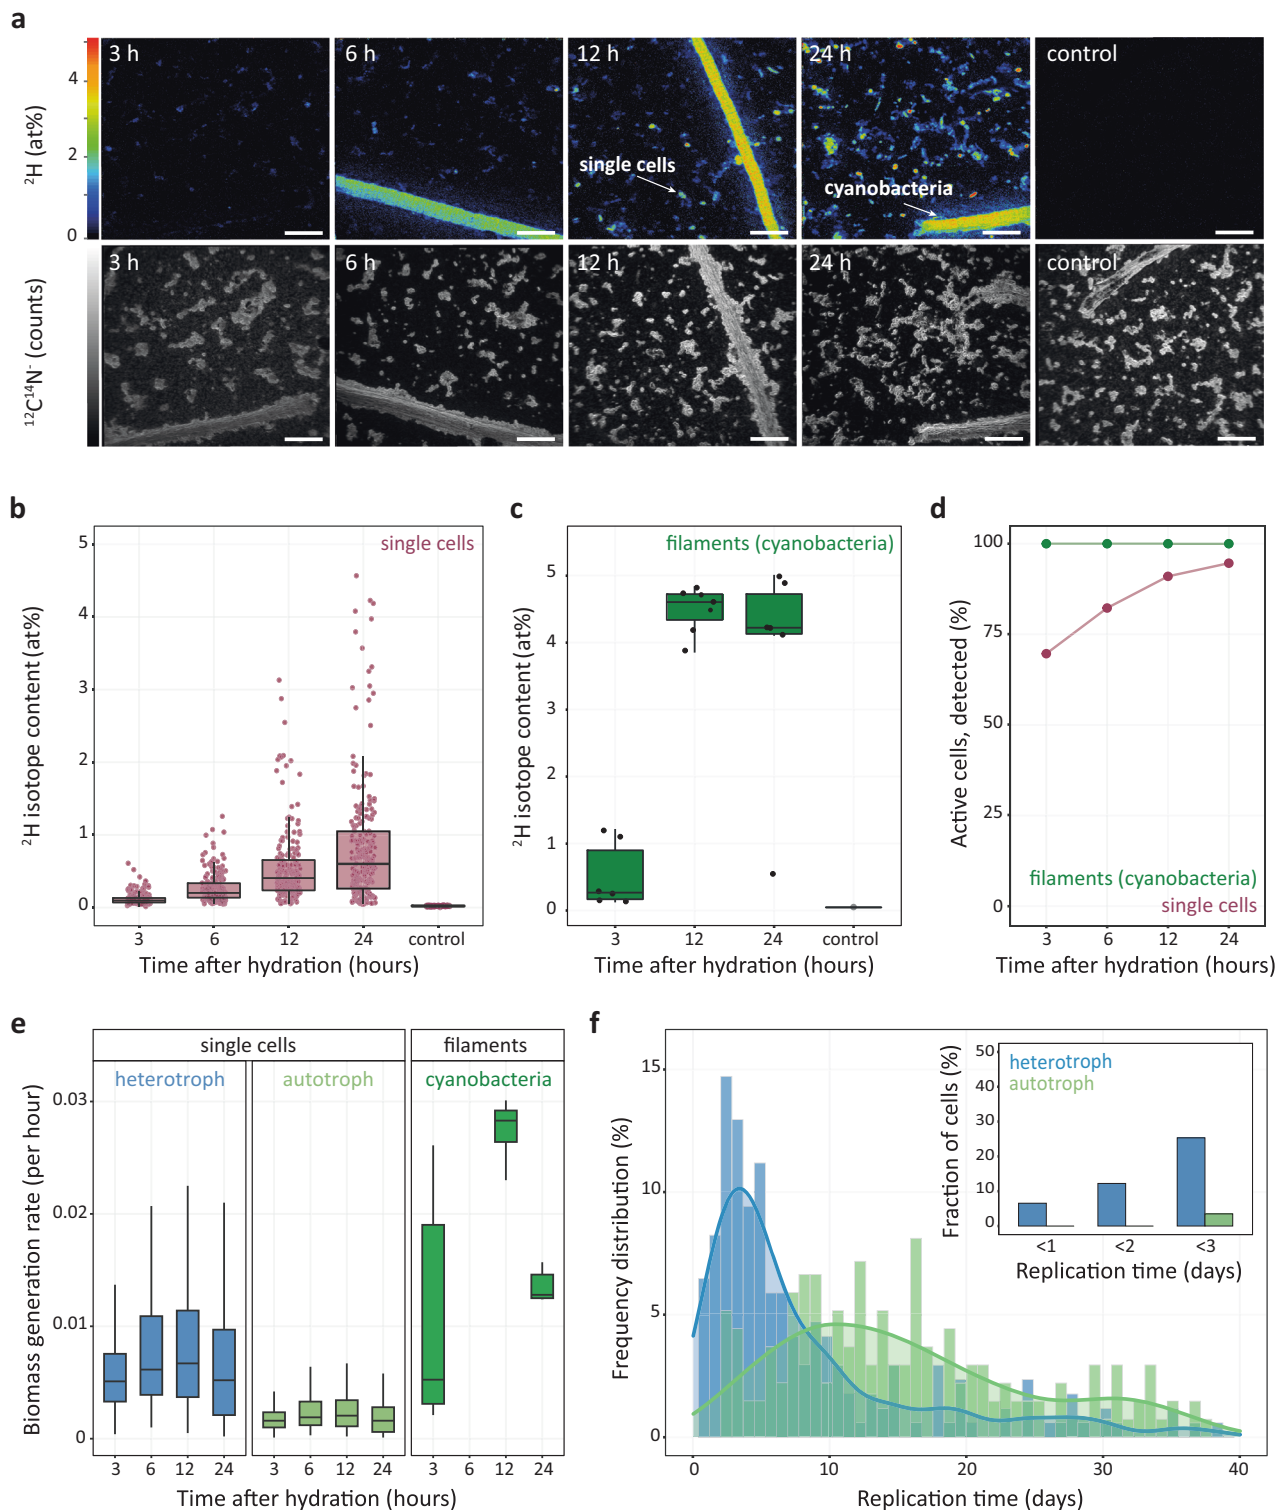 a
²H (at%)
4
2
0
3 h
6 h
12 h
24 h
control
single cells
cyanobacteria
¹²C¹⁴N⁻ (counts)
3 h
6 h
12 h
24 h
control
b
single cells
²H isotope content (at%)
5
4
3
2
1
0
3
6
12
24
control
Time after hydration (hours)
c
filaments (cyanobacteria)
²H isotope content (at%)
5
4
3
2
1
0
3
12
24
control
Time after hydration (hours)
d
Active cells, detected (%)
100
75
50
25
0
filaments (cyanobacteria)
single cells
3
6
12
24
Time after hydration (hours)
e
single cells
filaments
heterotroph
autotroph
cyanobacteria
Biomass generation rate (per hour)
0.03
0.02
0.01
0
3
6
12
24
3
6
12
24
3
6
12
24
Time after hydration (hours)
f
Frequency distribution (%)
15
10
5
0
0
10
20
30
40
Replication time (days)
Fraction of cells (%)
50
40
30
20
10
0
heterotroph
autotroph
<1
<2
<3
Replication time (days)